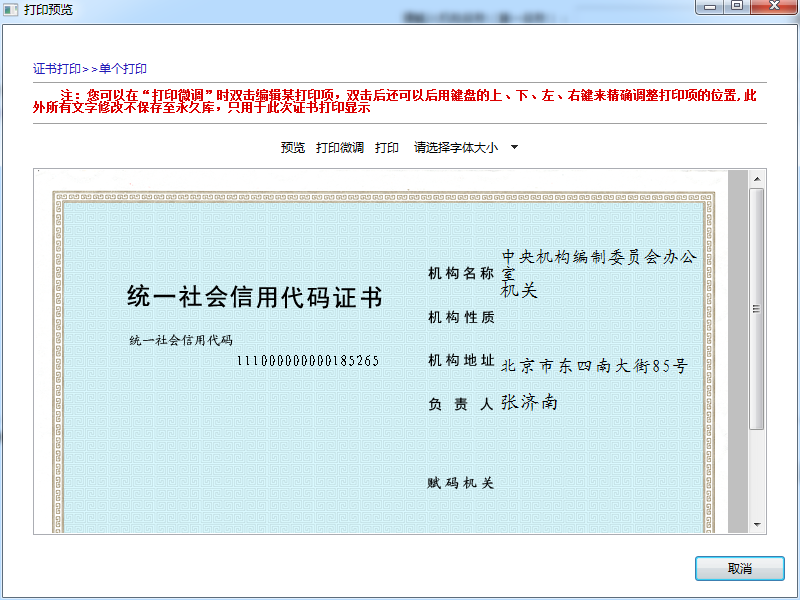 打印预览
证书打印>>单个打印
注：您可以在“打印微调”时双击编辑某打印项，双击后还可以后用键盘的上、下、左、右键来精确调整打印项的位置,此
外所有文字修改不保存至永久库，只用于此次证书打印显示
预览 打印微调 打印 请选择字体大小
统一社会信用代码证书
统一社会信用代码
111000000000185265
机构名称 中央机构编制委员会办公
室
机关
机构性质
机构地址 北京市东四南大街85号
负责人 张济南
赋码机关
取消